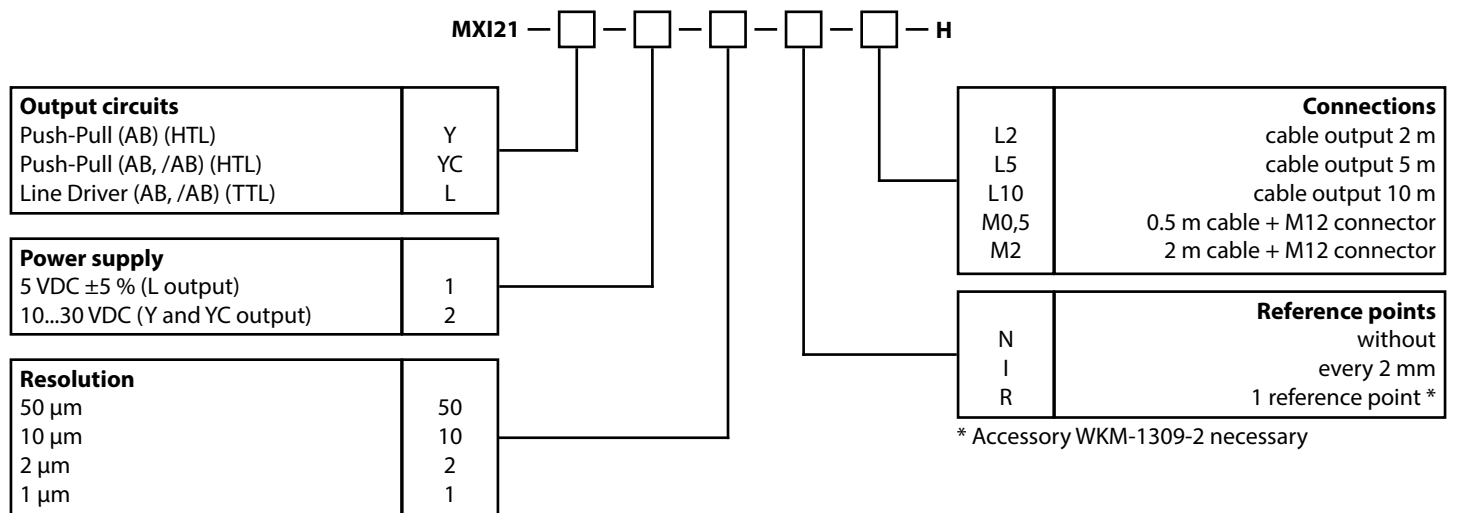 MXI21 — — — — — — H
Output circuits
Push-Pull (AB) (HTL) Y
Push-Pull (AB, /AB) (HTL) YC
Line Driver (AB, /AB) (TTL) L
Power supply
5 VDC ±5 % (L output) 1
10...30 VDC (Y and YC output) 2
Resolution
50 µm 50
10 µm 10
2 µm 2
1 µm 1
Connections
L2 cable output 2 m
L5 cable output 5 m
L10 cable output 10 m
M0,5 0.5 m cable + M12 connector
M2 2 m cable + M12 connector
Reference points
N without
I every 2 mm
R 1 reference point *
* Accessory WKM-1309-2 necessary